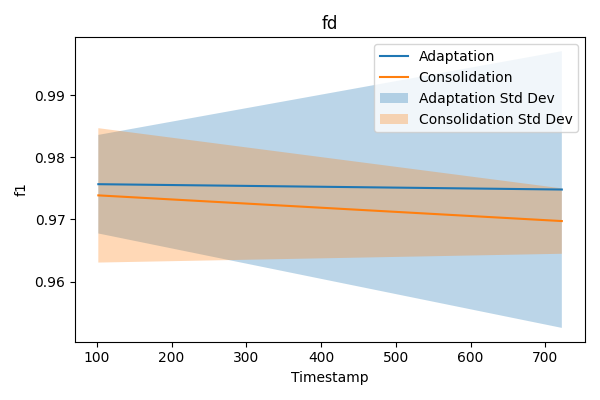 fd
Adaptation
Consolidation
Adaptation Std Dev
Consolidation Std Dev
f1
0.99
0.98
0.97
0.96
100 200 300 400 500 600 700
Timestamp